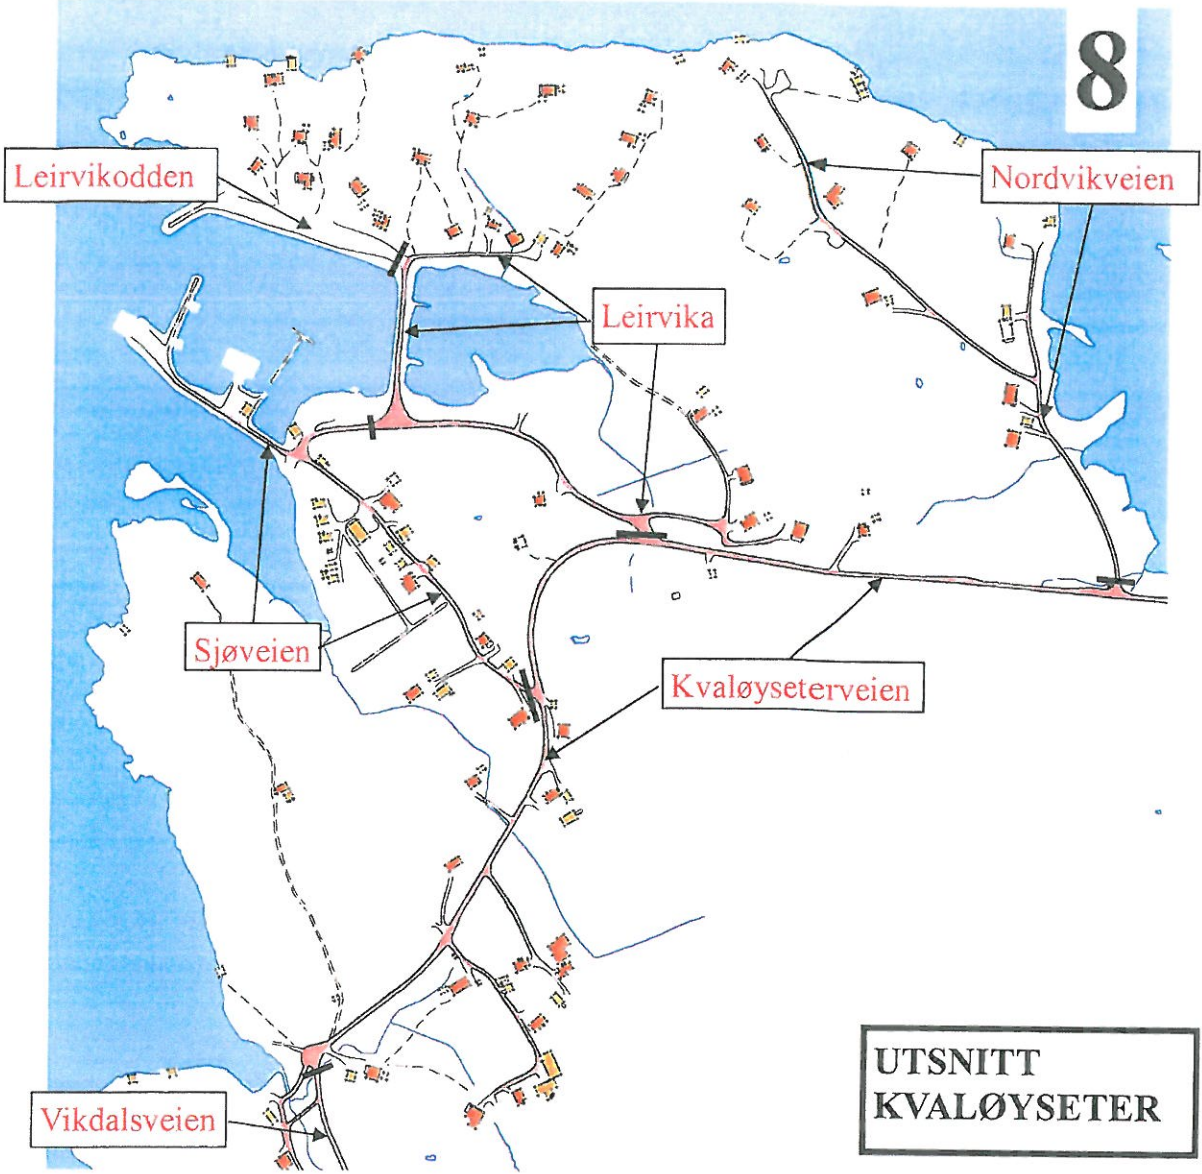 8
Leirvikodden
Nordvikveien
Leirvika
Sjøveien
Kvaløyseterveien
Vikdalsveien
UTSNITT
KVALØYSETER